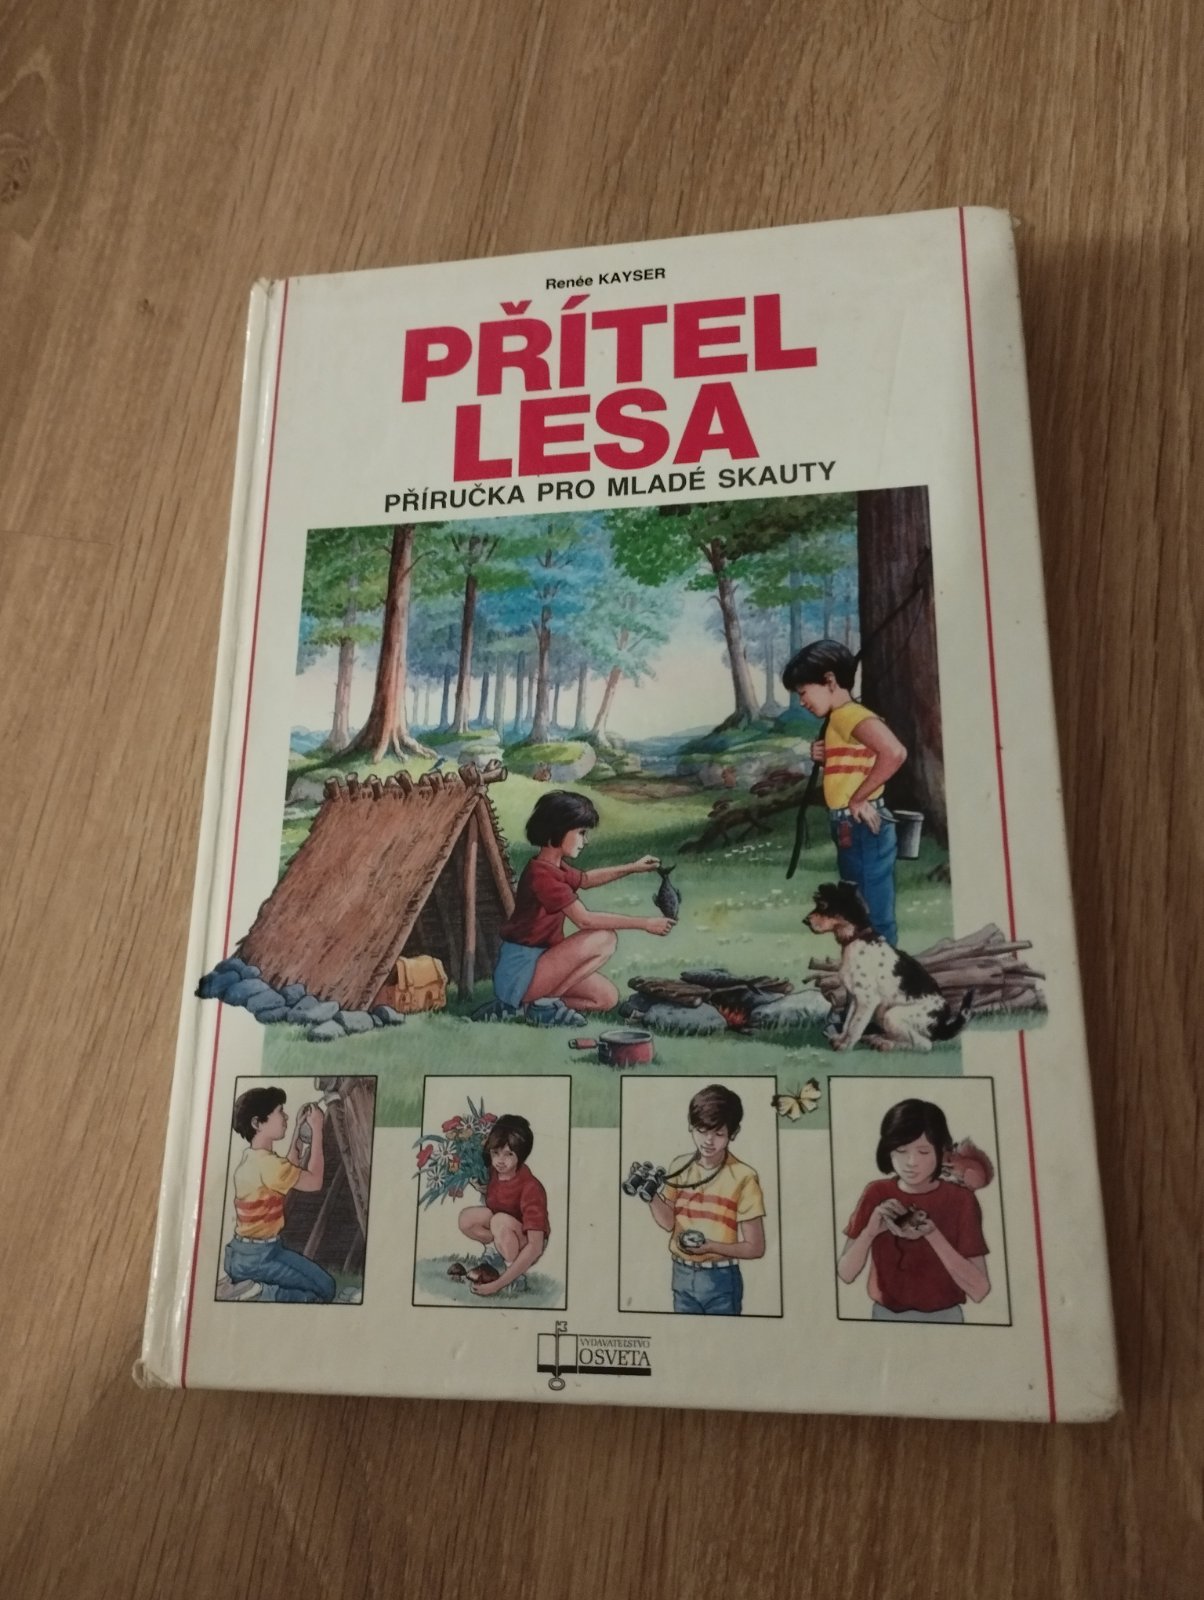 Renée KAYSER
PŘÍTEL
LESA
PŘÍRUČKA PRO MLADÉ SKAUTY
VYDAVATEĽSTVO
OSVETA